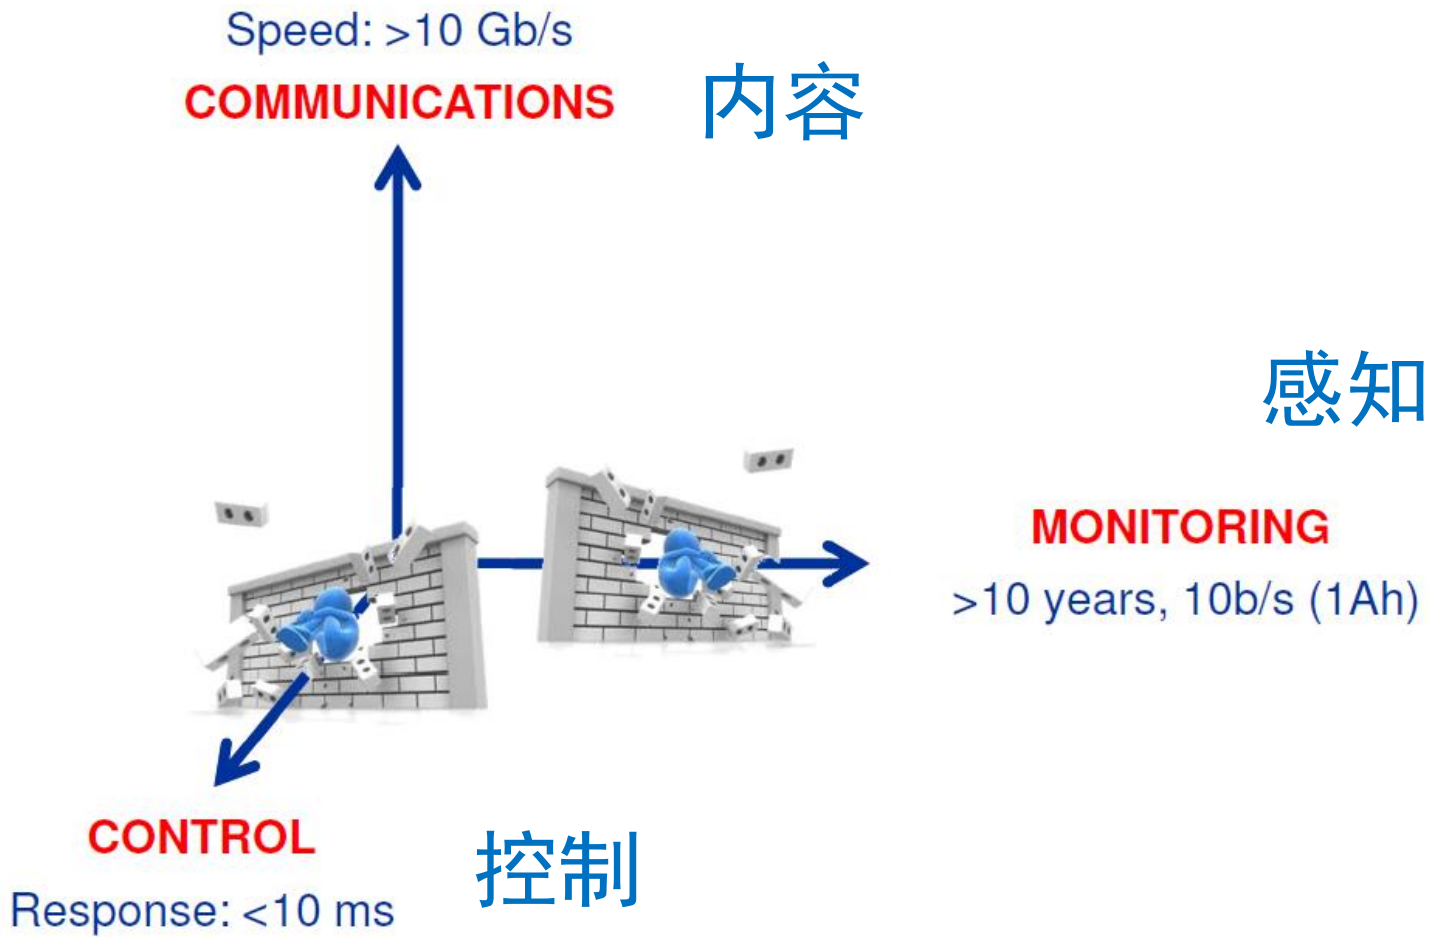 Speed: >10 Gb/s
COMMUNICATIONS
内容
感知
MONITORING
>10 years, 10b/s (1Ah)
CONTROL
控制
Response: <10 ms